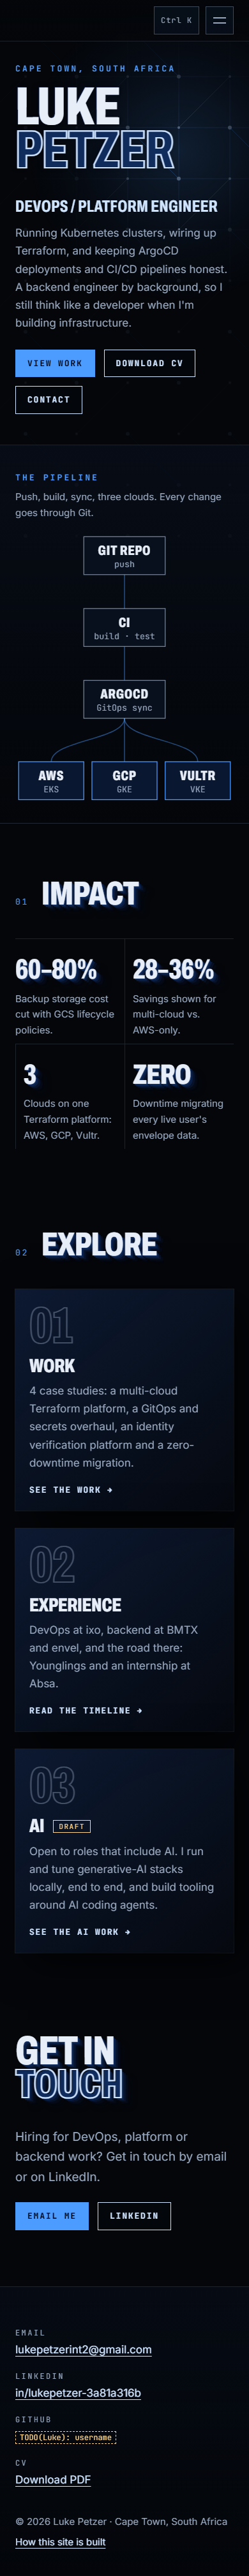 Ctrl K
CAPE TOWN, SOUTH AFRICA
LUKE
PETZER
DEVOPS / PLATFORM ENGINEER
Running Kubernetes clusters, wiring up
Terraform, and keeping ArgoCD
deployments and CI/CD pipelines honest.
A backend engineer by background, so I
still think like a developer when I'm
building infrastructure.
VIEW WORK
DOWNLOAD CV
CONTACT
THE PIPELINE
Push, build, sync, three clouds. Every change
goes through Git.
GIT REPO
push
CI
build · test
ARGOCD
GitOps sync
AWS
EKS
GCP
GKE
VULTR
VKE
01 IMPACT
60–80%
Backup storage cost
cut with GCS lifecycle
policies.
28–36%
Savings shown for
multi-cloud vs.
AWS-only.
3
Clouds on one
Terraform platform:
AWS, GCP, Vultr.
ZERO
Downtime migrating
every live user's
envelope data.
02 EXPLORE
01
WORK
4 case studies: a multi-cloud
Terraform platform, a GitOps and
secrets overhaul, an identity
verification platform and a zero-
downtime migration.
SEE THE WORK →
02
EXPERIENCE
DevOps at ixo, backend at BMTX
and envel, and the road there:
Younglings and an internship at
Absa.
READ THE TIMELINE →
03
AI DRAFT
Open to roles that include AI. I run
and tune generative-AI stacks
locally, end to end, and build tooling
around AI coding agents.
SEE THE AI WORK →
GET IN
TOUCH
Hiring for DevOps, platform or
backend work? Get in touch by email
or on LinkedIn.
EMAIL ME
LINKEDIN
EMAIL
lukepetzerint2@gmail.com
LINKEDIN
in/lukepetzer-3a81a316b
GITHUB
TODO(Luke): username
CV
Download PDF
© 2026 Luke Petzer · Cape Town, South Africa
How this site is built